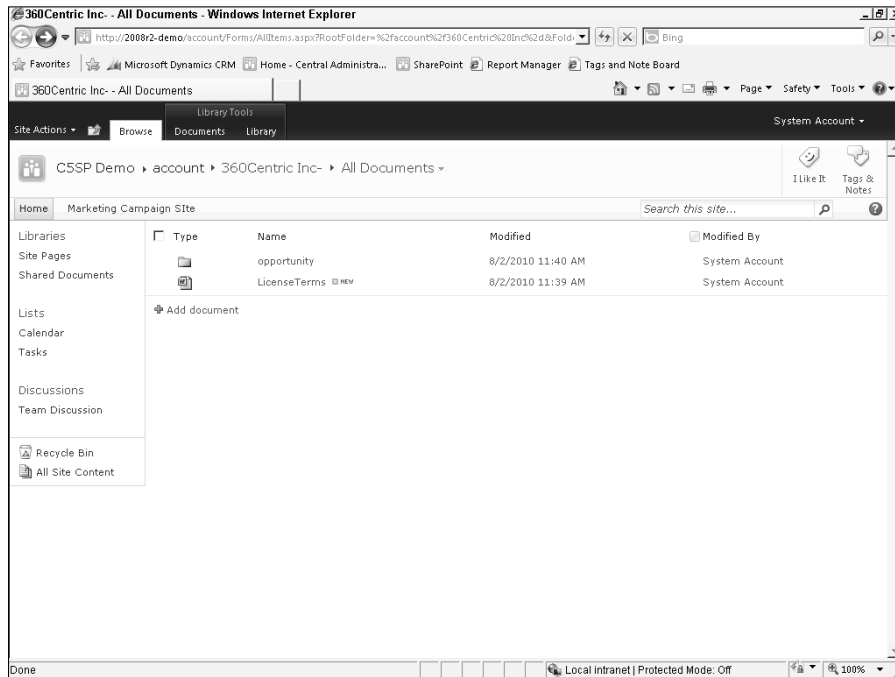 360Centric Inc- - All Documents - Windows Internet Explorer
http://2008r2-demo/account/Forms/AllItems.aspx?RootFolder=%2faccount%2f360Centric%20Inc%2d&Fold
Bing
Favorites Microsoft Dynamics CRM Home - Central Administra... SharePoint Report Manager Tags and Note Board
360Centric Inc- - All Documents Page Safety Tools
Library Tools
Site Actions Browse Documents Library System Account
C5SP Demo account 360Centric Inc- All Documents
I Like It Tags & Notes
Home Marketing Campaign SIte Search this site...
Libraries Type Name Modified Modified By
Site Pages opportunity 8/2/2010 11:40 AM System Account
Shared Documents LicenseTerms NEW 8/2/2010 11:39 AM System Account
Lists Add document
Calendar
Tasks
Discussions
Team Discussion
Recycle Bin
All Site Content
Done Local intranet | Protected Mode: Off 100%